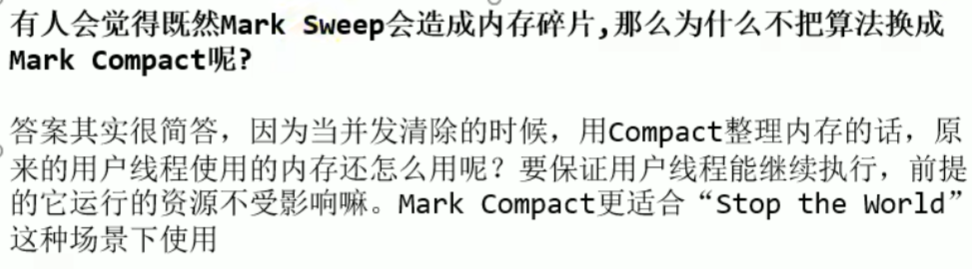 有人会觉得既然Mark Sweep会造成内存碎片,那么为什么不把算法换成
Mark Compact呢?
答案其实很简答，因为当并发清除的时候，用Compact整理内存的话，原
来的用户线程使用的内存还怎么用呢？要保证用户线程能继续执行，前提
的它运行的资源不受影响嘛。Mark Compact更适合“Stop the World”
这种场景下使用